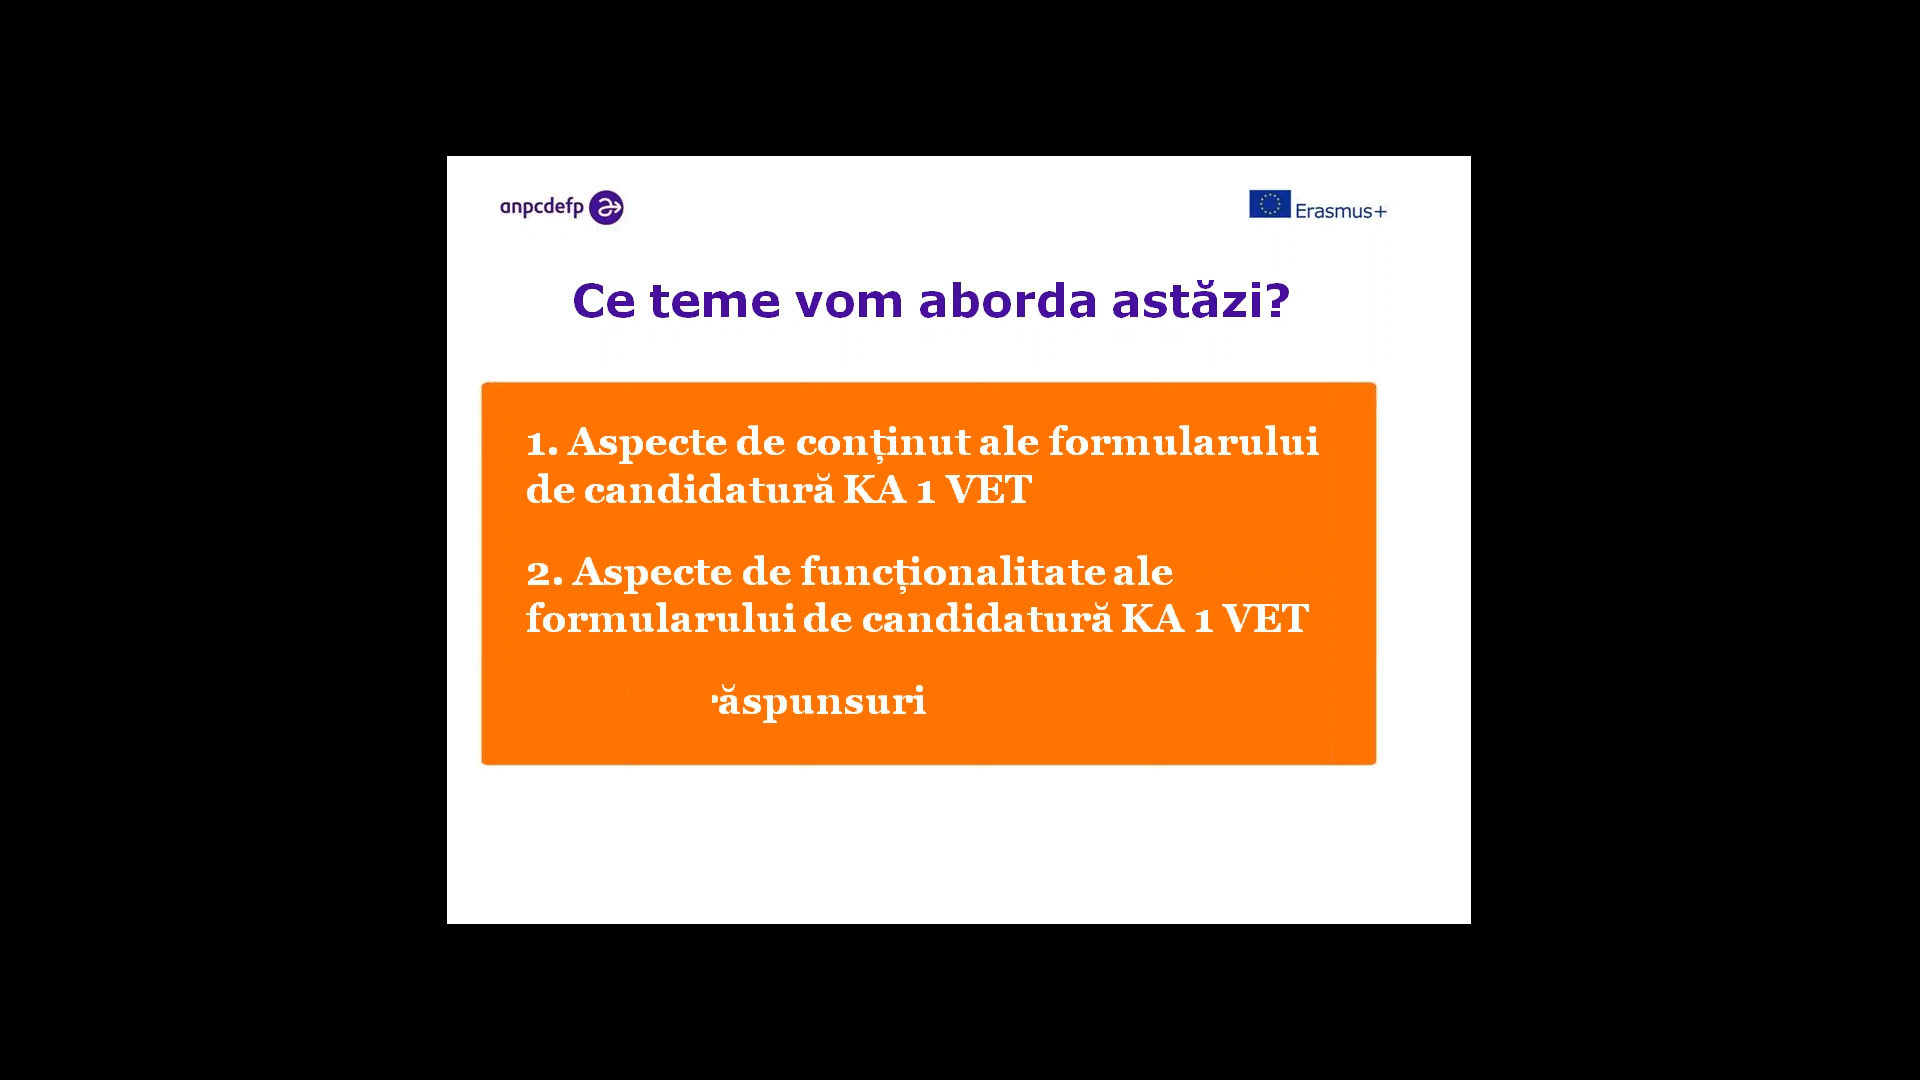 anpcdefp
Erasmus+
Ce teme vom aborda astăzi?
1. Aspecte de conținut ale formularului
de candidatură KA 1 VET
2. Aspecte de funcționalitate ale
formularului de candidatură KA 1 VET
răspunsuri